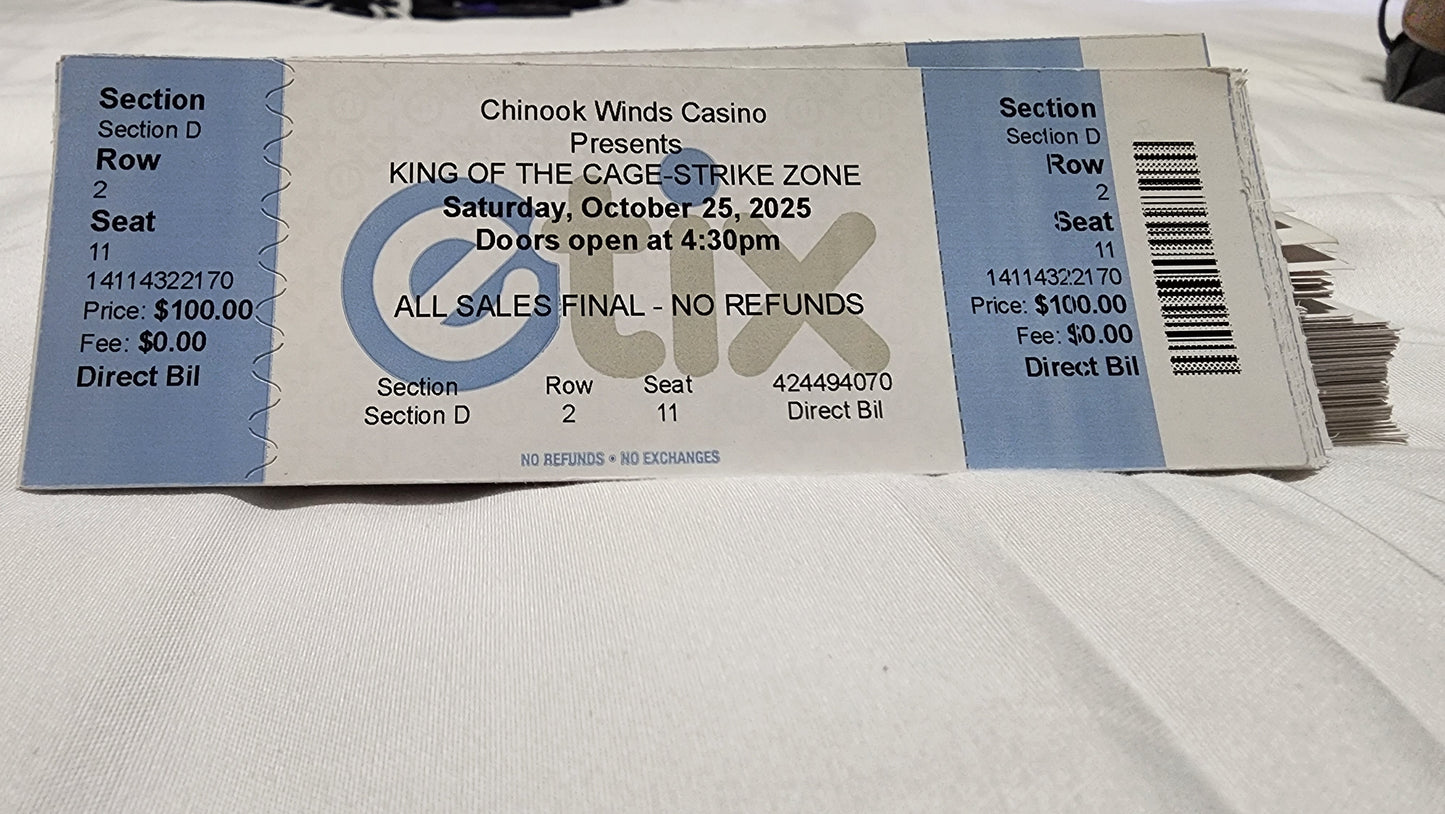 Section
Section D
Row
2
Seat
11
14114322170
Price: $100.00
Fee: $0.00
Direct Bil
Chinook Winds Casino
Presents
KING OF THE CAGE-STRIKE ZONE
Saturday, October 25, 2025
Doors open at 4:30pm
etix
ALL SALES FINAL - NO REFUNDS
Section Row Seat 424494070
Section D 2 11 Direct Bil
NO REFUNDS • NO EXCHANGES
Section
Section D
Row
2
Seat
11
14114322170
Price: $100.00
Fee: $0.00
Direct Bil